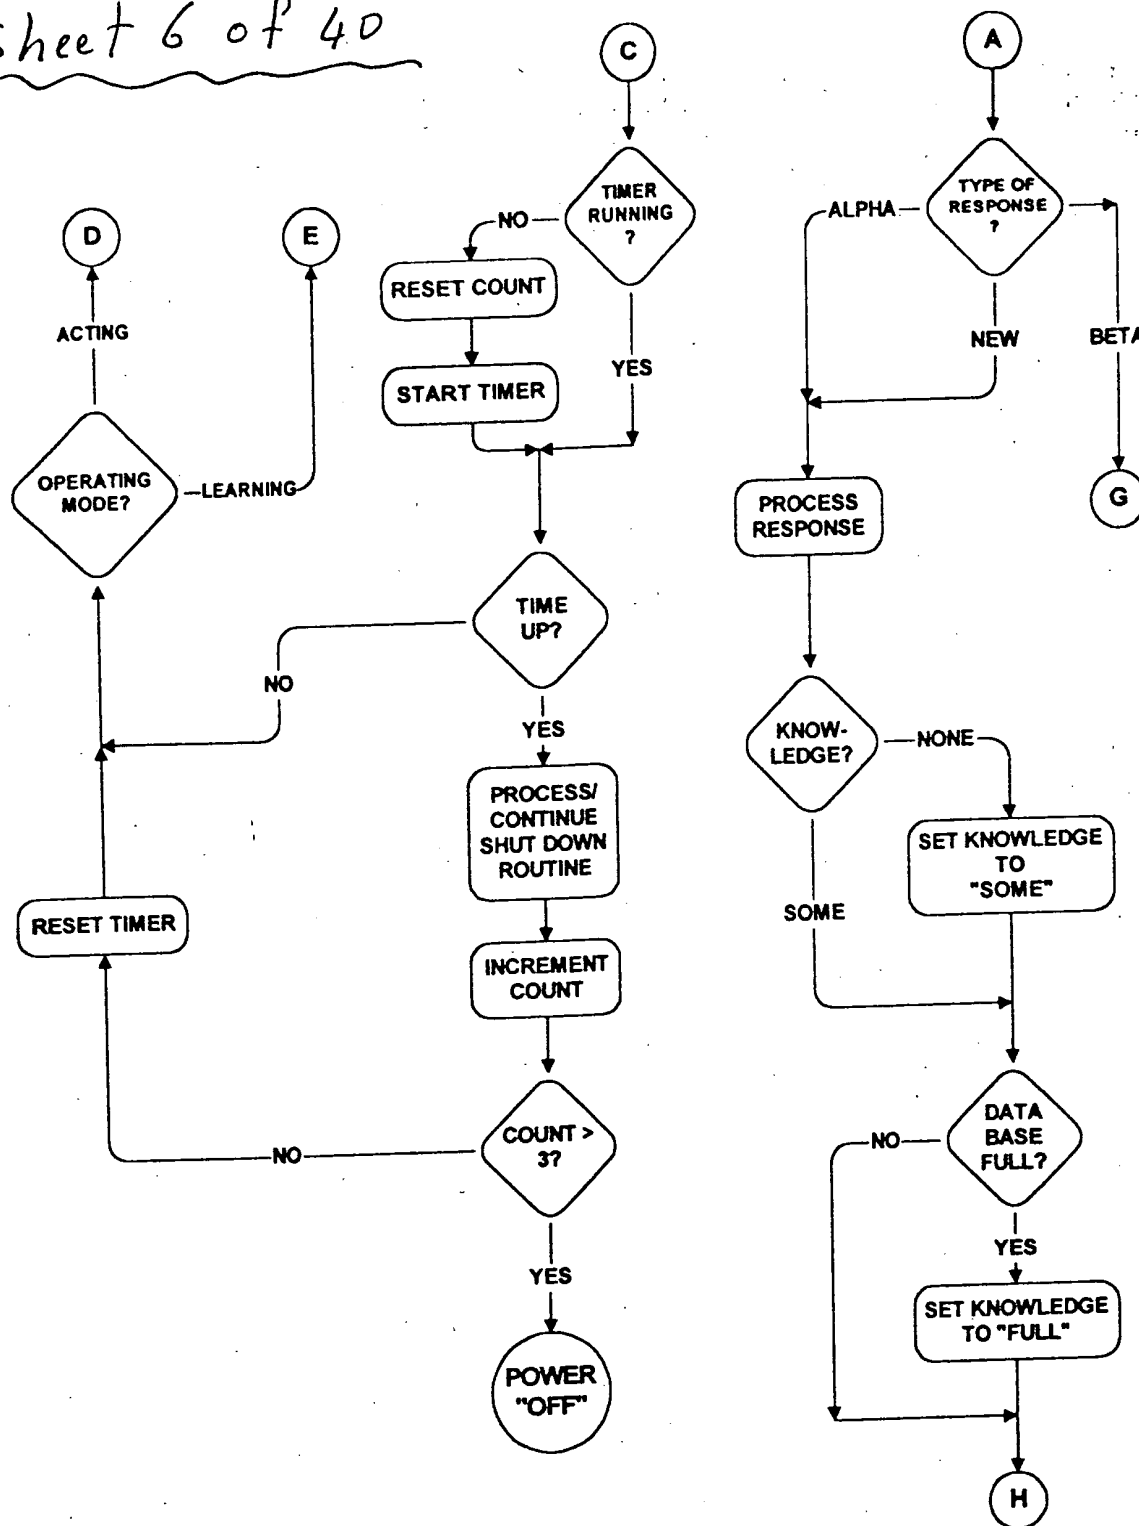 sheet 6 of 40
C
A
TIMER
RUNNING
?
TYPE OF
RESPONSE
?
NO
ALPHA
D
E
RESET COUNT
ACTING
YES
NEW
BETA
START TIMER
OPERATING
MODE?
LEARNING
PROCESS
RESPONSE
G
TIME
UP?
NO
YES
KNOW-
LEDGE?
NONE
PROCESS/
CONTINUE
SHUT DOWN
ROUTINE
SET KNOWLEDGE
TO
"SOME"
RESET TIMER
SOME
INCREMENT
COUNT
COUNT >
3?
NO
DATA
BASE
FULL?
NO
YES
YES
SET KNOWLEDGE
TO "FULL"
POWER
"OFF"
H